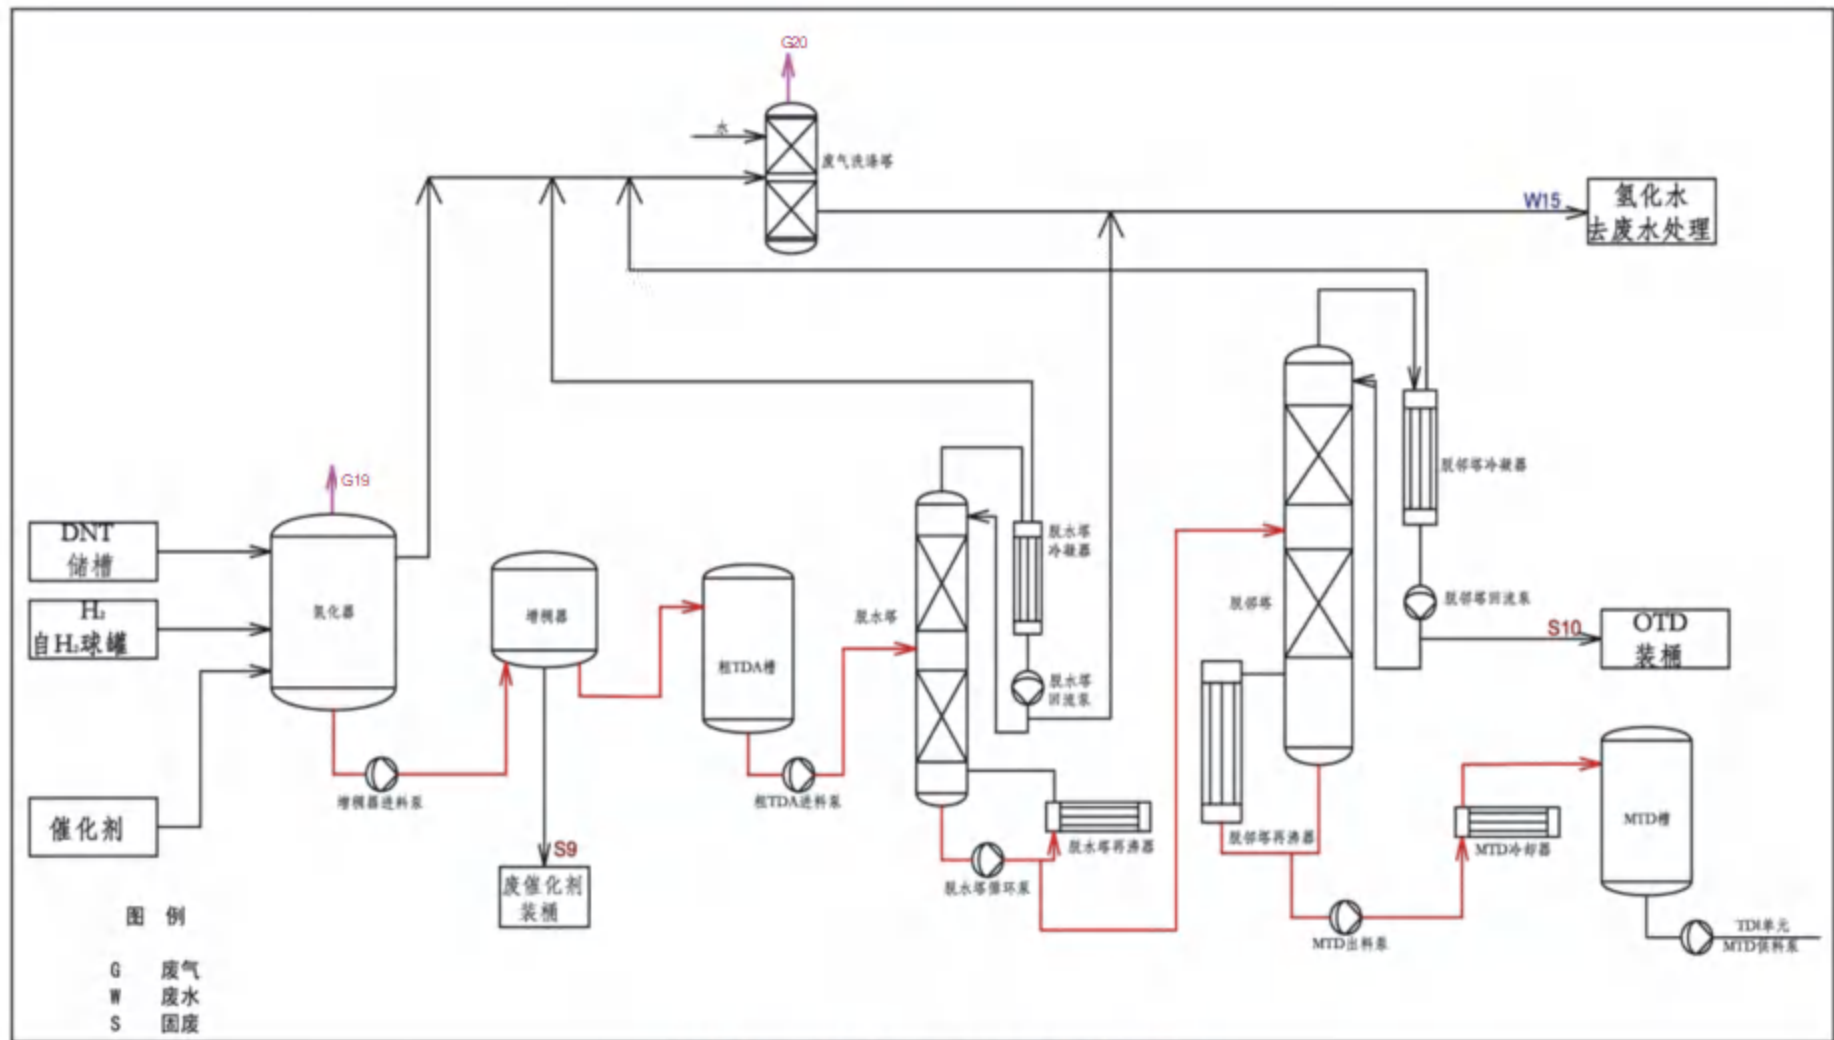 G20
水
废气洗涤塔
W15
氢化水
去废水处理
G19
DNT
储槽
H₂
自H₂球罐
催化剂
氢化器
增稠器
粗TDA槽
脱水塔
脱水塔
冷凝器
脱水塔
回流泵
脱邻塔
脱邻塔冷凝器
脱邻塔回流泵
S10
OTD
装桶
增稠器进料泵
粗TDA进料泵
脱水塔再沸器
脱水塔循环泵
脱邻塔再沸器
MTD出料泵
MTD冷却器
MTD槽
TDI单元
MTD供料泵
S9
废催化剂
装桶
图 例
G 废气
W 废水
S 固废